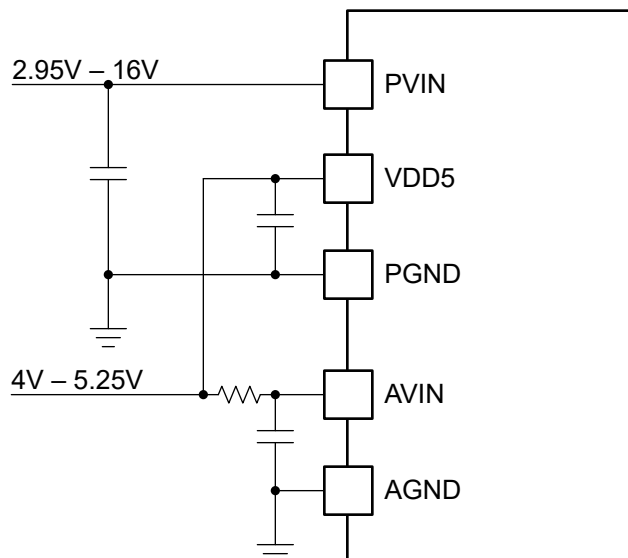 2.95V – 16V
PVIN
VDD5
PGND
4V – 5.25V
AVIN
AGND